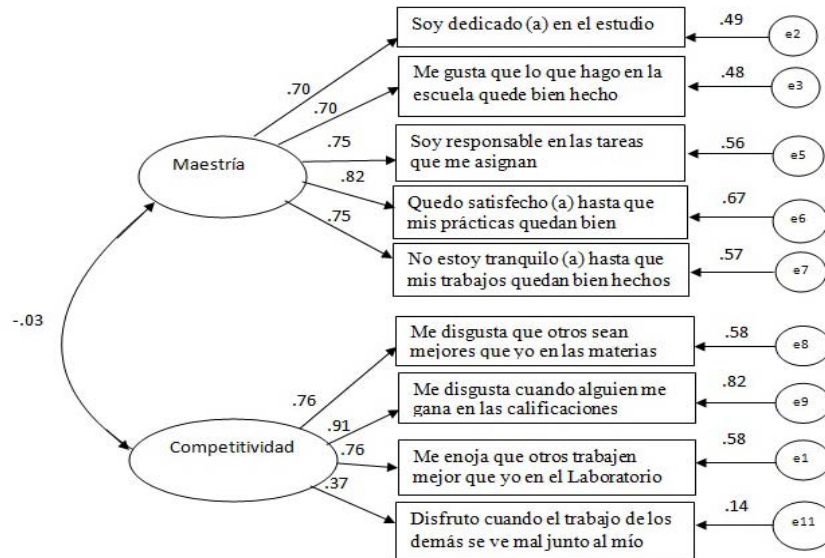 Soy dedicado (a) en el estudio
.49
e2
.70
Me gusta que lo que hago en la
escuela quede bien hecho
.48
e3
.70
Maestría
.75
Soy responsable en las tareas
que me asignan
.56
e5
.82
Quedo satisfecho (a) hasta que
mis prácticas quedan bien
.67
e6
.75
No estoy tranquilo (a) hasta que
mis trabajos quedan bien hechos
.57
e7
-.03
Me disgusta que otros sean
mejores que yo en las materias
.58
e8
.76
Me disgusta cuando alguien me
gana en las calificaciones
.82
e9
.91
Competitividad
.76
Me enoja que otros trabajen
mejor que yo en el Laboratorio
.58
e1
.37
Disfruto cuando el trabajo de los
demás se ve mal junto al mío
.14
e11